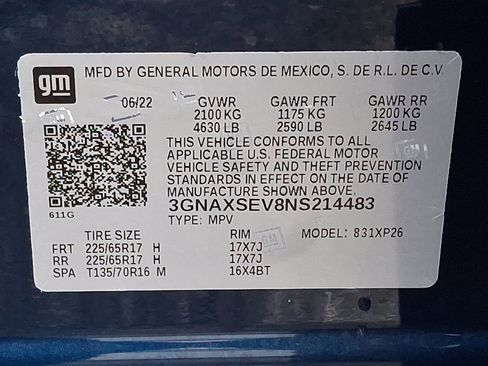 gm MFD BY GENERAL MOTORS DE MEXICO, S. DE R.L. DE C.V.
06/22 GVWR GAWR FRT GAWR RR
2100 KG 1175 KG 1200 KG
4630 LB 2590 LB 2645 LB
THIS VEHICLE CONFORMS TO ALL
APPLICABLE U.S. FEDERAL MOTOR
VEHICLE SAFETY AND THEFT PREVENTION
STANDARDS IN EFFECT ON THE DATE OF
MANUFACTURE SHOWN ABOVE.
611G
3GNAXSEV8NS214483
TYPE: MPV
TIRE SIZE RIM MODEL: 831XP26
FRT 225/65R17 H 17X7J
RR 225/65R17 H 17X7J
SPA T135/70R16 M 16X4BT